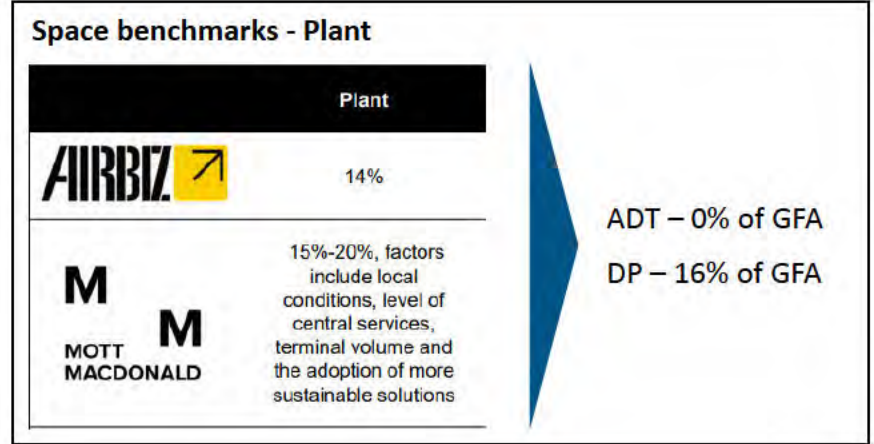 Space benchmarks - Plant
Plant
AIRBIZ
14%
M
M
MOTT
MACDONALD
15%-20%, factors
include local
conditions, level of
central services,
terminal volume and
the adoption of more
sustainable solutions
ADT – 0% of GFA
DP – 16% of GFA